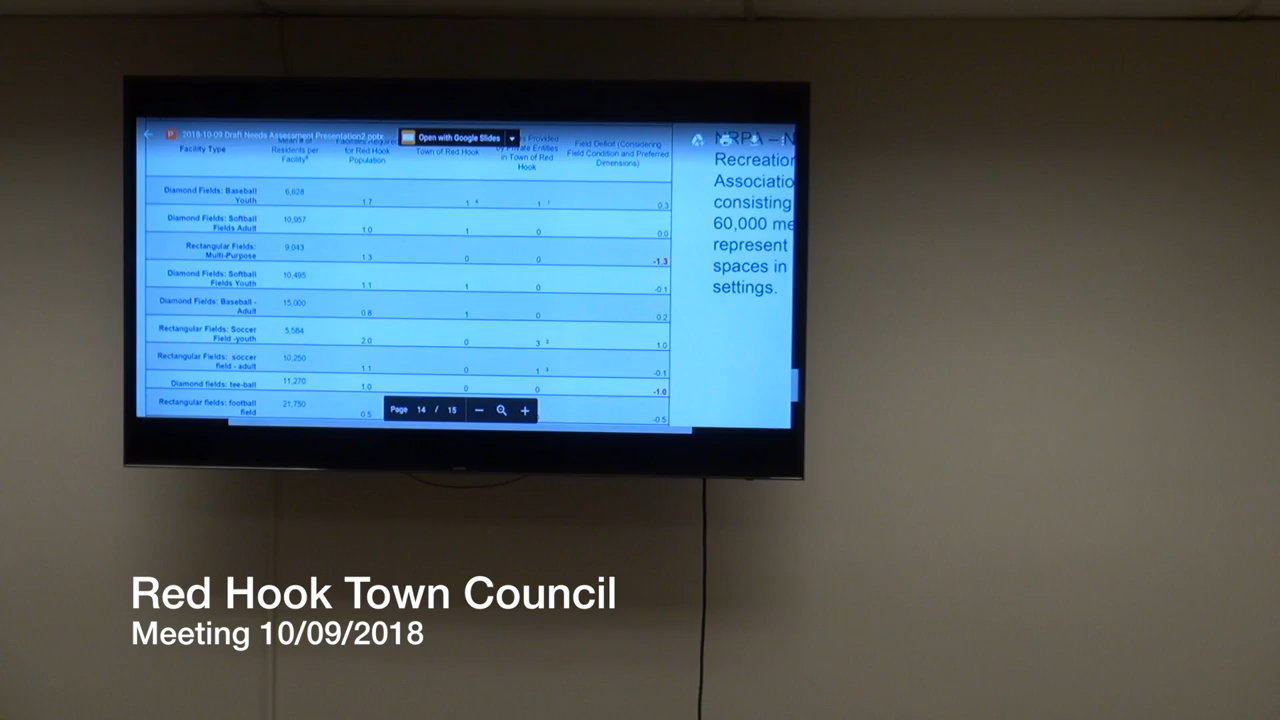 2018-10-09 Draft Needs Assessment Presentation2.pptx
Open with Google Slides
Facility Type
Mean # of Residents per Facility
Facilities Required for Red Hook Population
Town of Red Hook
Provided by Private Entities in Town of Red Hook
Field Deficit (Considering Field Condition and Preferred Dimensions)
Diamond Fields: Baseball Youth 6,628 1.7 1 4 1 0.3
Diamond Fields: Softball Fields Adult 10,957 1.0 1 0 0.0
Rectangular Fields: Multi-Purpose 9,043 1.3 0 0 -1.3
Diamond Fields: Softball Fields Youth 10,495 1.1 1 0 -0.1
Diamond Fields: Baseball - Adult 15,000 0.8 1 0 0.2
Rectangular Fields: Soccer Field -youth 5,584 2.0 0 3 3 1.0
Rectangular Fields: soccer field - adult 10,250 1.1 0 1 3 -0.1
Diamond fields: tee-ball 11,270 1.0 0 0 -1.0
Rectangular fields: football field 21,750 0.5 -0.5
Page 14 / 15
NRPA – N
Recreation
Associatio
consisting
60,000 me
represent
spaces in
settings.
Red Hook Town Council
Meeting 10/09/2018